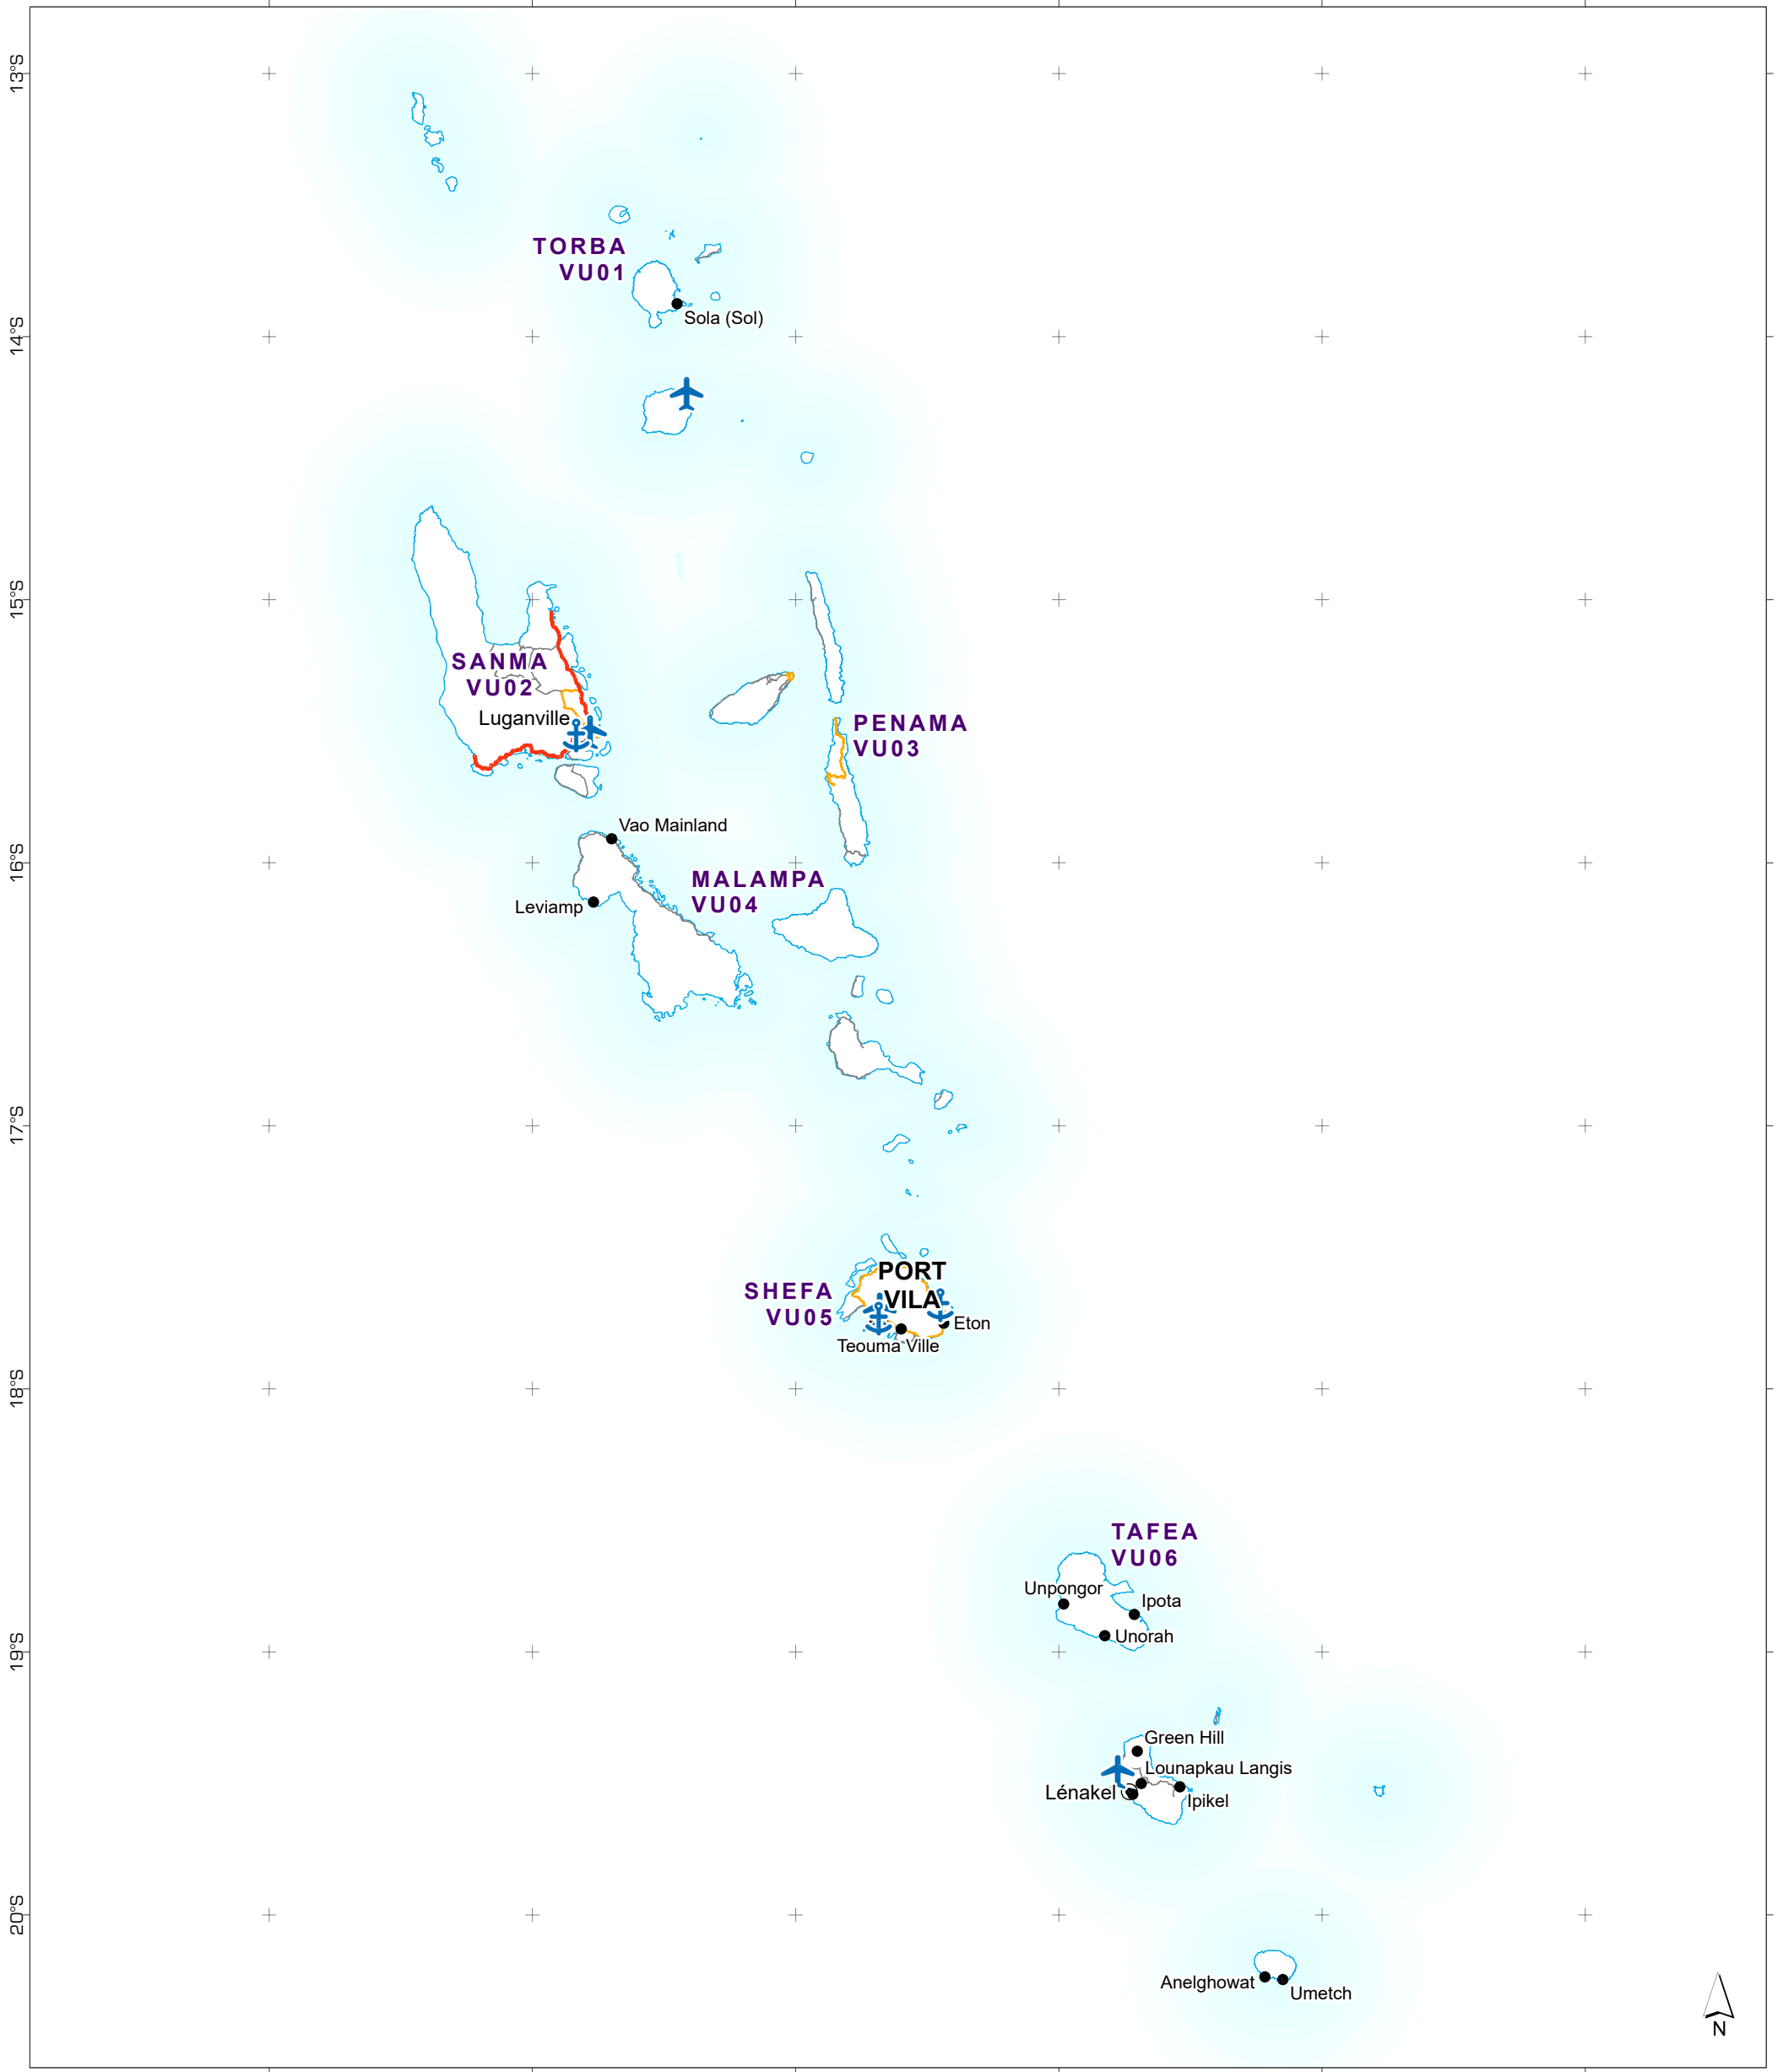 13°S
TORBA
VU01
Sola (Sol)
14°S
15°S
SANMA
VU02
Luganville
PENAMA
VU03
Vao Mainland
16°S
MALAMPA
VU04
Leviamp
17°S
PORT
VILA
SHEFA
VU05
Eton
Teouma Ville
18°S
TAFEA
VU06
Unpongor
Ipota
Unorah
19°S
Green Hill
Lounapkau Langis
Lénakel
Ipikel
20°S
Anelghowat
Umetch
N